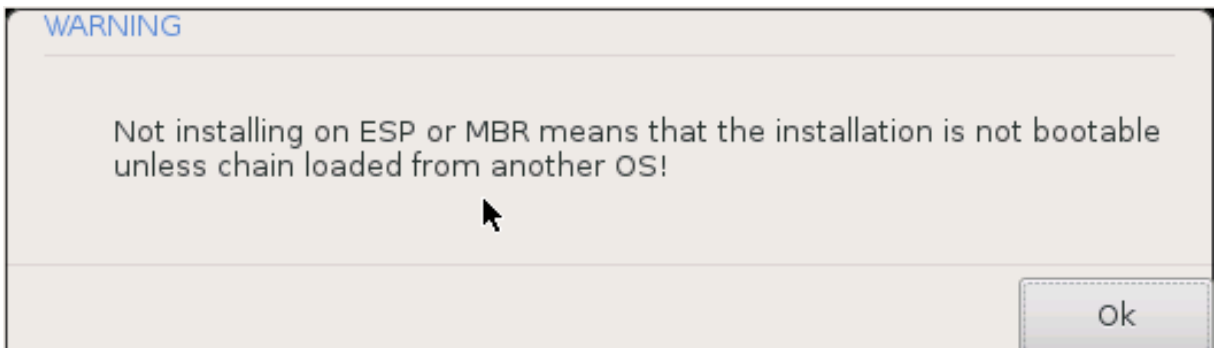 WARNING
Not installing on ESP or MBR means that the installation is not bootable
unless chain loaded from another OS!
Ok